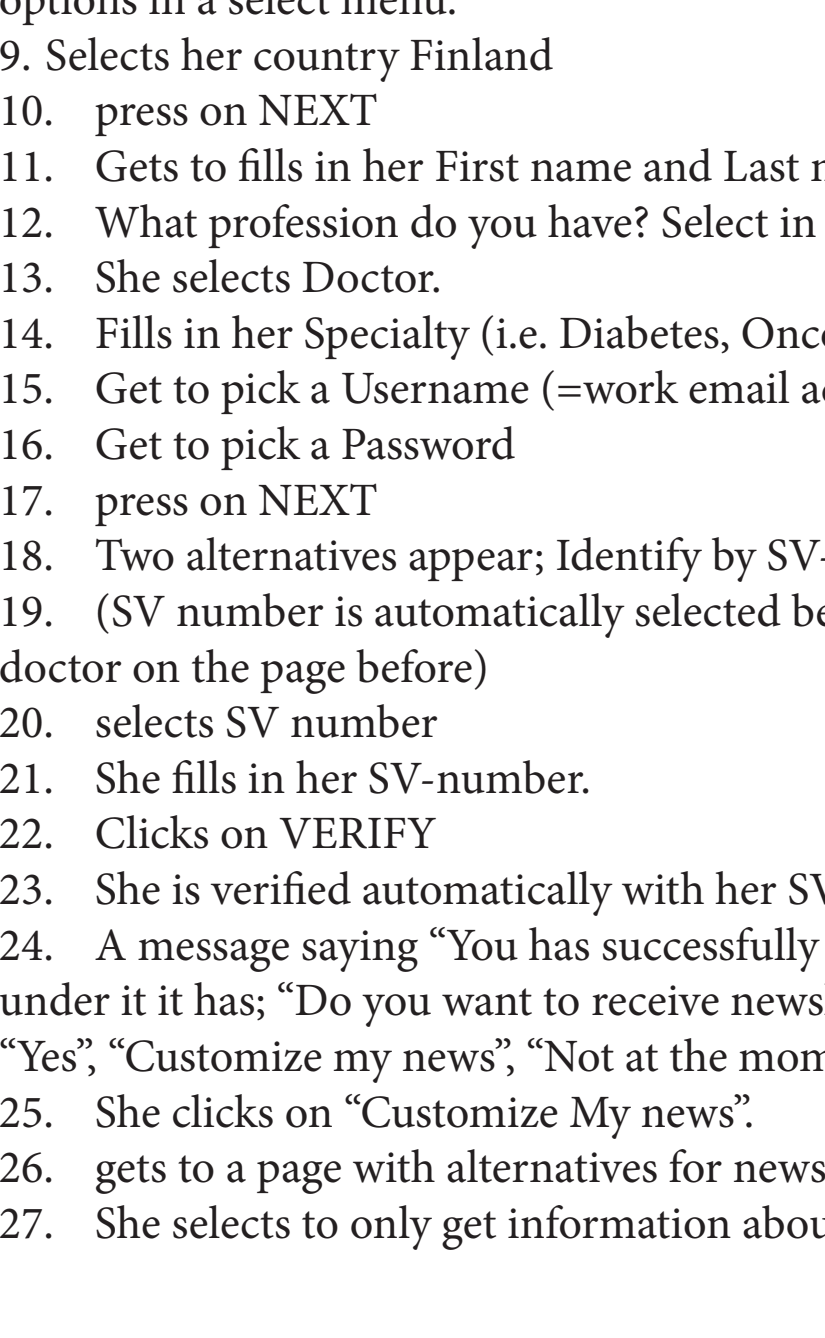 options in a select menu.
9. Selects her country Finland
10. press on NEXT
11. Gets to fills in her First name and Last
12. What profession do you have? Select in
13. She selects Doctor.
14. Fills in her Specialty (i.e. Diabetes,
15. Get to pick a Username (=work email
16. Get to pick a Password
17. press on NEXT
18. Two alternatives appear; Identify by SV-
19. (SV number is automatically selected
doctor on the page before)
20. selects SV number
21. She fills in her SV-number.
22. Clicks on VERIFY
23. She is verified automatically with her
24. A message saying “You has successfully
under it it has; “Do you want to receive
“Yes”, “Customize my news”, “Not at the
25. She clicks on “Customize My news”.
26. gets to a page with alternatives for news
27. She selects to only get information